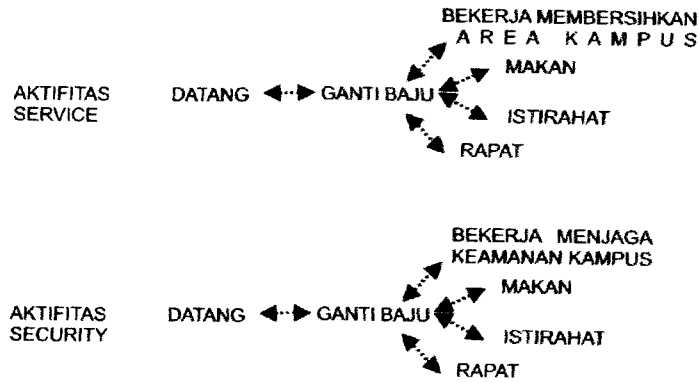 BEKERJA MEMBERSIHKAN
AREA KAMPUS
MAKAN
AKTIFITAS
SERVICE
DATANG
GANTI BAJU
ISTIRAHAT
RAPAT
BEKERJA MENJAGA
KEAMANAN KAMPUS
MAKAN
AKTIFITAS
SECURITY
DATANG
GANTI BAJU
ISTIRAHAT
RAPAT